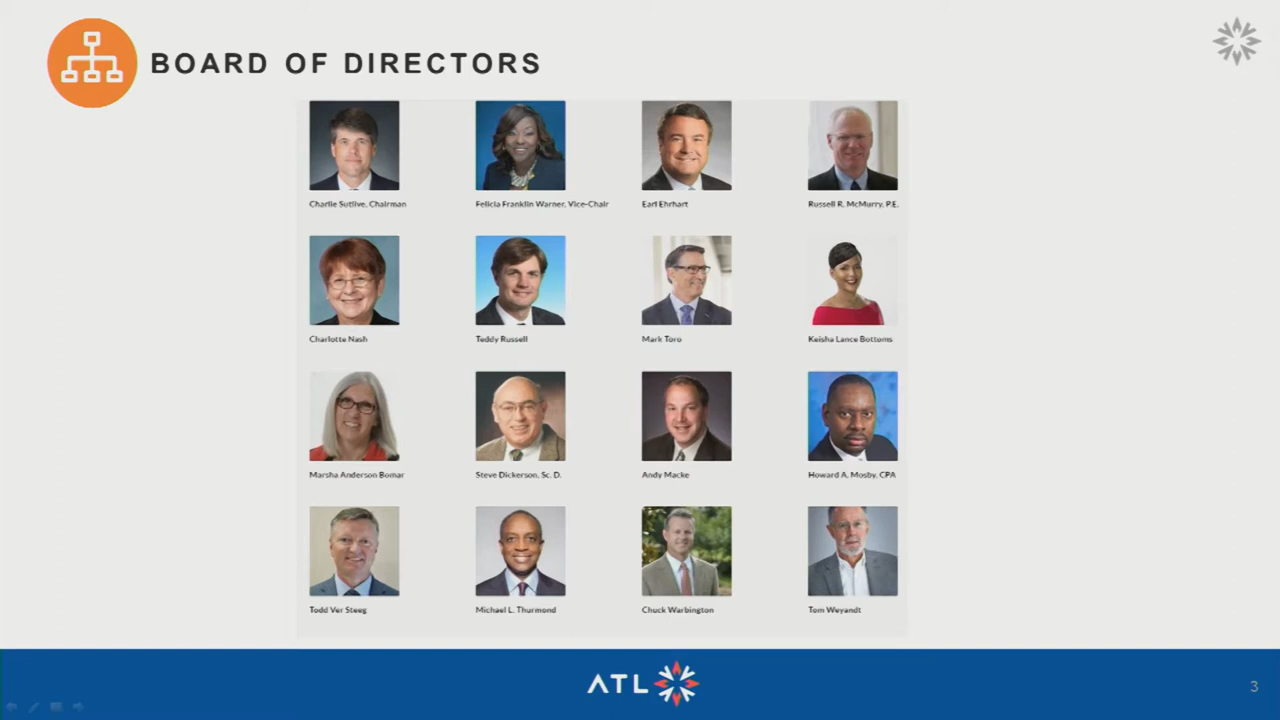 BOARD OF DIRECTORS
Charlie Sutlive, Chairman
Felicia Franklin Warner, Vice-Chair
Earl Ehrhart
Russell R. McMurry, P.E.
Charlotte Nash
Teddy Russell
Mark Toro
Keisha Lance Bottoms
Marsha Anderson Bomar
Steve Dickerson, Sc. D.
Andy Macke
Howard A. Mosby, CPA
Todd Ver Steeg
Michael L. Thurmond
Chuck Warbington
Tom Weyandt
ATL
3